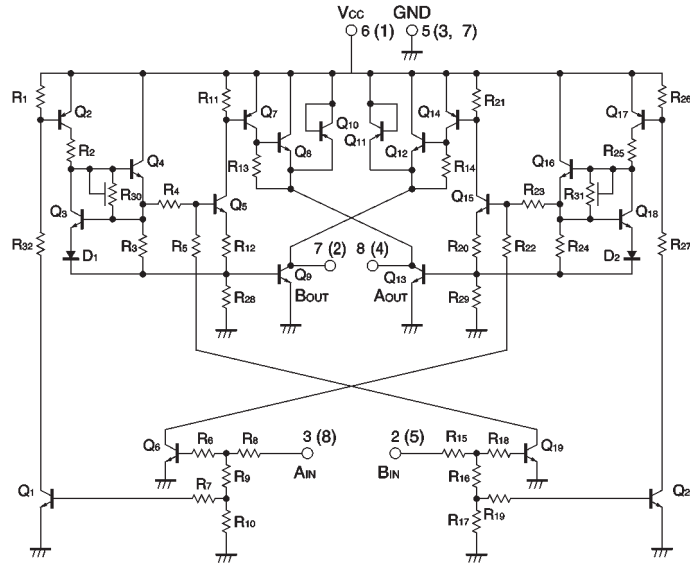 VCC GND
6 (1) 5 (3, 7)
R1 Q2 R11 Q7 Q10 Q14 R21 Q17 R26
R2 Q4 Q8 Q11 Q12 Q16 R25
R13 R14
R30 R4 Q5 Q15 R23 R31
Q3 Q18
R32 R3 R5 R12 R20 R22 R24 R27
D1 7 (2) 8 (4) D2
Q9 Q13
R28 BOUT AOUT R29
Q6 R6 R8 3 (8) 2 (5) R15 R18 Q19
AIN BIN
R9 R16
Q1 R7 Q2
R10 R17 R19